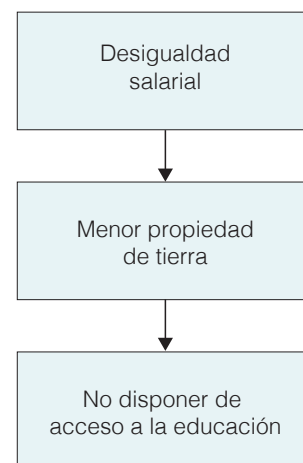 Desigualdad
salarial
Menor propiedad
de tierra
No disponer de
acceso a la educación